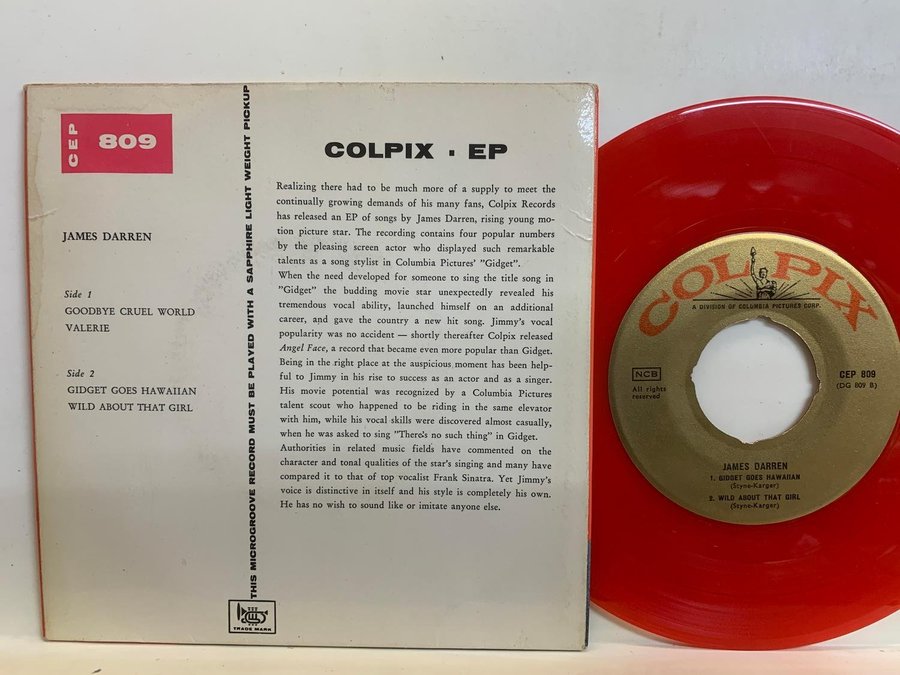 CEP 809
JAMES DARREN
Side 1
GOODBYE CRUEL WORLD
VALERIE
Side 2
GIDGET GOES HAWAIIAN
WILD ABOUT THAT GIRL
THIS MICROGROOVE RECORD MUST BE PLAYED WITH A SAPPHIRE LIGHT WEIGHT PICKUP
TRADE MARK
COLPIX · EP
Realizing there had to be much more of a supply to meet the
continually growing demands of his many fans, Colpix Records
has released an EP of songs by James Darren, rising young mo-
tion picture star. The recording contains four popular numbers
by the pleasing screen actor who displayed such remarkable
talents as a song stylist in Columbia Pictures' ”Gidget”.
When the need developed for someone to sing the title song in
”Gidget” the budding movie star unexpectedly revealed his
tremendous vocal ability, launched himself on an additional
career, and gave the country a new hit song. Jimmy's vocal
popularity was no accident — shortly thereafter Colpix released
Angel Face, a record that became even more popular than Gidget.
Being in the right place at the auspicious moment has been help-
ful to Jimmy in his rise to success as an actor and as a singer.
His movie potential was recognized by a Columbia Pictures
talent scout who happened to be riding in the same elevator
with him, while his vocal skills were discovered almost casually,
when he was asked to sing ”There's no such thing” in Gidget.
Authorities in related music fields have commented on the
character and tonal qualities of the star's singing and many have
compared it to that of top vocalist Frank Sinatra. Yet Jimmy's
voice is distinctive in itself and his style is completely his own.
He has no wish to sound like or imitate anyone else.
COLPIX
A DIVISION OF COLUMBIA PICTURES CORP.
NCB
All rights
reserved
CEP 809
(DG 809 B)
JAMES DARREN
1. GIDGET GOES HAWAIIAN
(Styne-Karger)
2. WILD ABOUT THAT GIRL
(Styne-Karger)